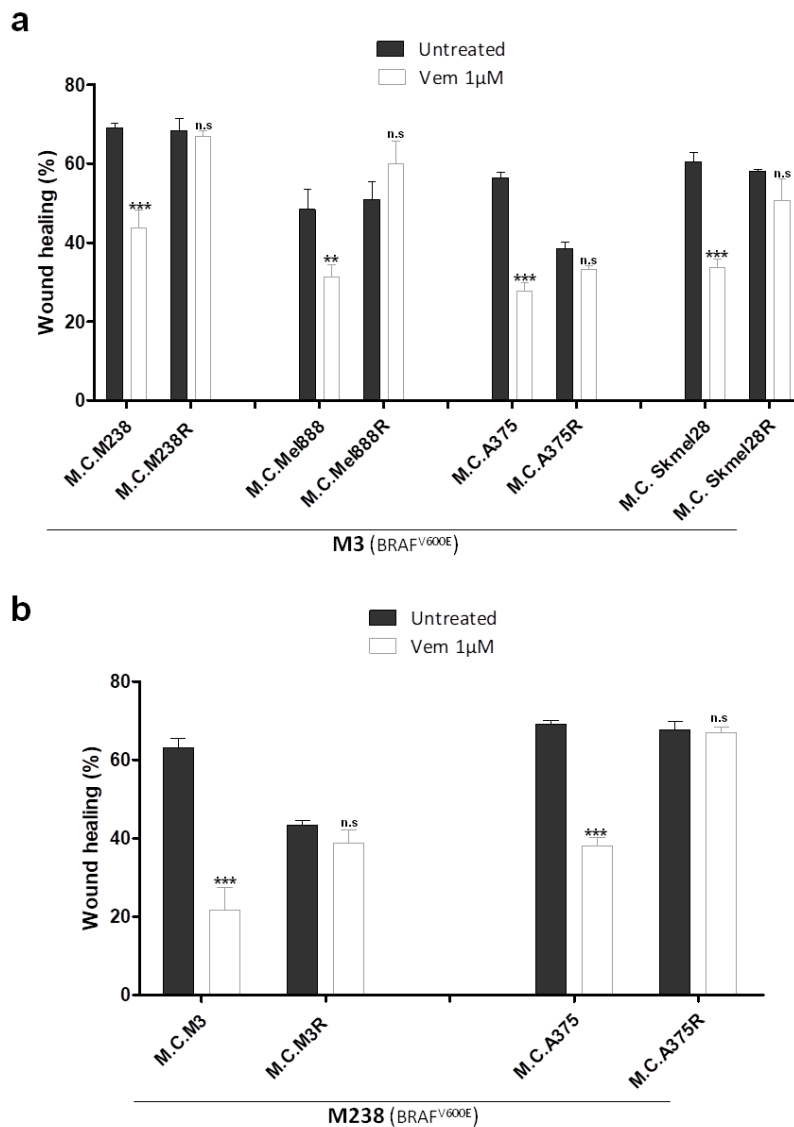 a
Untreated
Vem 1µM
Wound healing (%)
80
60
40
20
0
***
n.s
**
n.s
***
n.s
***
n.s
M.C.M238
M.C.M238R
M.C.Mel888
M.C.Mel888R
M.C.A375
M.C.A375R
M.C. Skmel28
M.C. Skmel28R
M3 (BRAFV600E)
b
Untreated
Vem 1µM
Wound healing (%)
80
60
40
20
0
***
n.s
***
n.s
M.C.M3
M.C.M3R
M.C.A375
M.C.A375R
M238 (BRAFV600E)